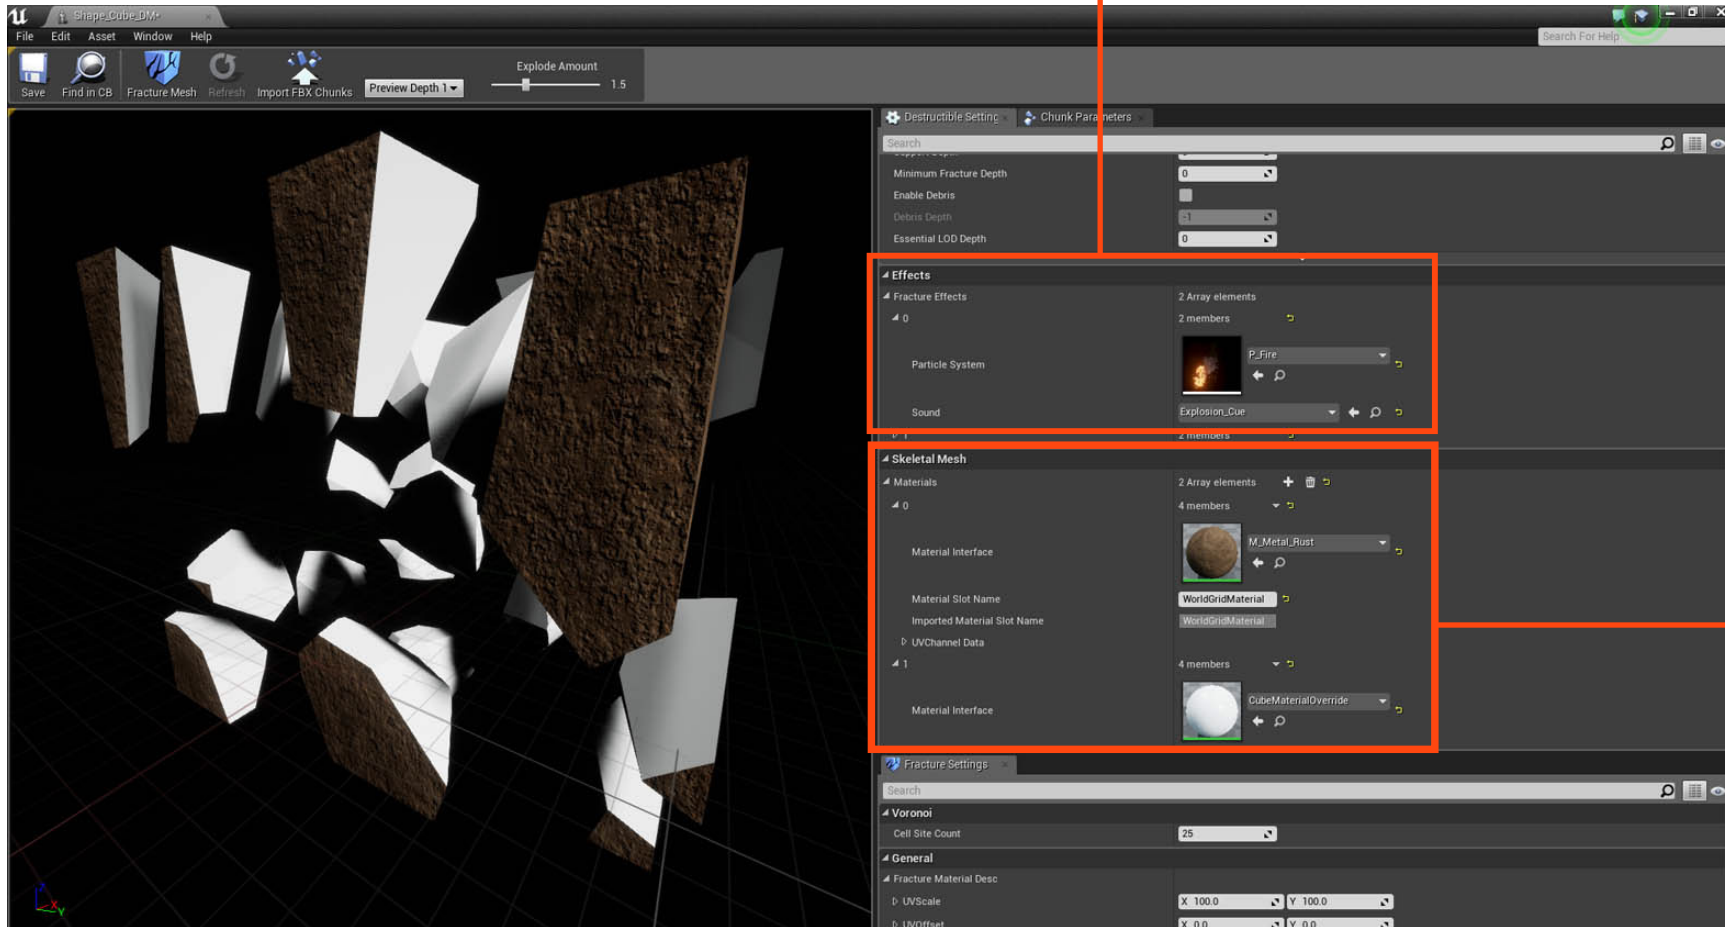 Shape_Cube_DM*
File Edit Asset Window Help
Search For Help
Save Find in CB Fracture Mesh Refresh Import FBX Chunks Preview Depth 1 Explode Amount 1.5
Destructible Setting Chunk Parameters
Search
Support Depth
Minimum Fracture Depth 0
Enable Debris
Debris Depth -1
Essential LOD Depth 0
Effects
Fracture Effects 2 Array elements
0 2 members
Particle System P_Fire
Sound Explosion_Cue
1 2 members
Skeletal Mesh
Materials 2 Array elements
0 4 members
Material Interface M_Metal_Rust
Material Slot Name WorldGridMaterial
Imported Material Slot Name WorldGridMaterial
UVChannel Data
1 4 members
Material Interface CubeMaterialOverride
Fracture Settings
Search
Voronoi
Cell Site Count 25
General
Fracture Material Desc
UVScale X 100.0 Y 100.0
UVOffset X 0.0 Y 0.0
X Y